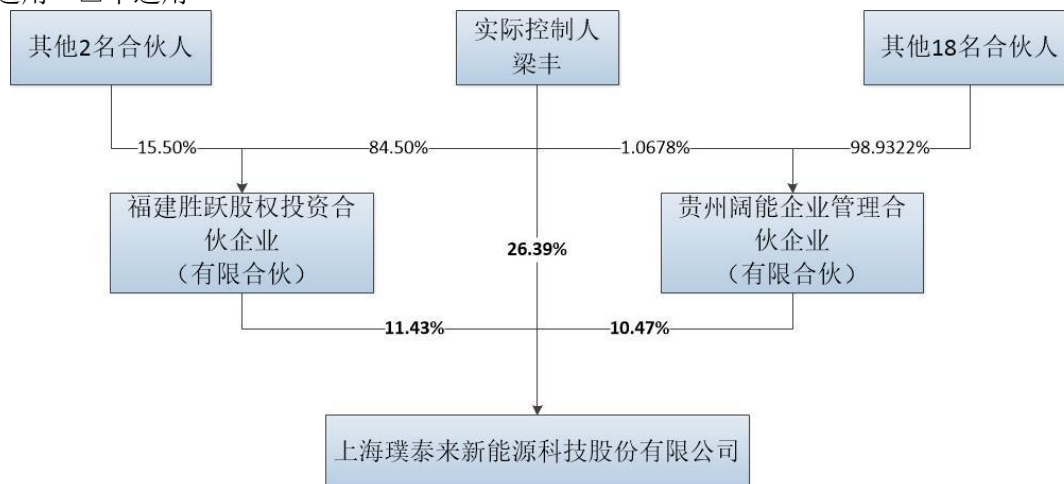 其他2名合伙人
实际控制人
梁丰
其他18名合伙人
15.50%
84.50%
1.0678%
98.9322%
福建胜跃股权投资合
伙企业
（有限合伙）
26.39%
贵州阔能企业管理合
伙企业
（有限合伙）
11.43%
10.47%
上海璞泰来新能源科技股份有限公司